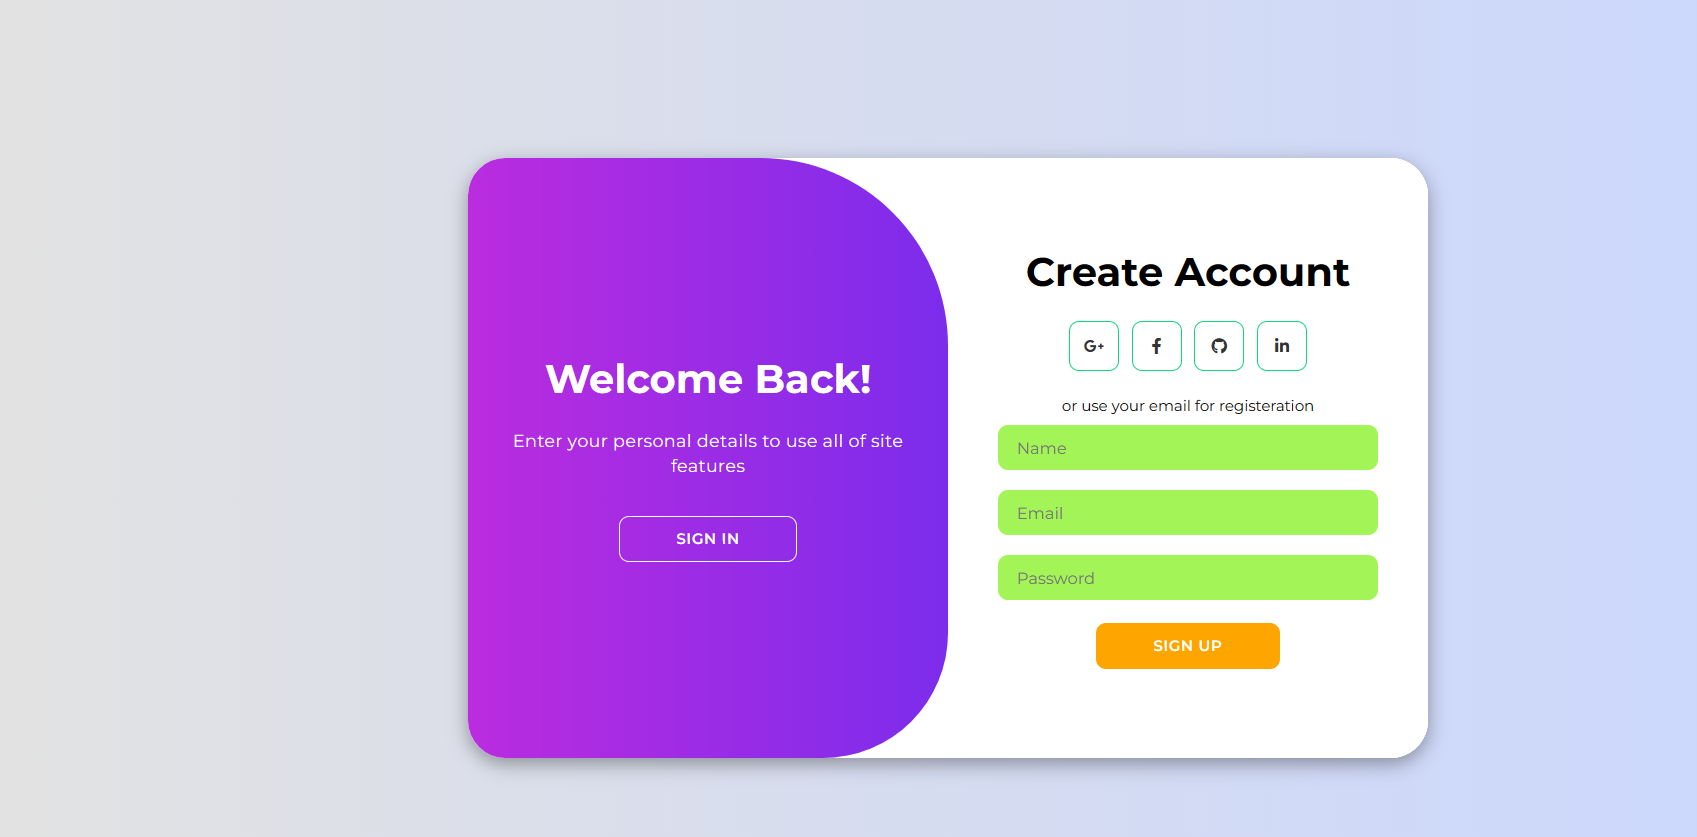 Welcome Back!
Enter your personal details to use all of site
features
SIGN IN
Create Account
G+
f
in
or use your email for registeration
Name
Email
Password
SIGN UP